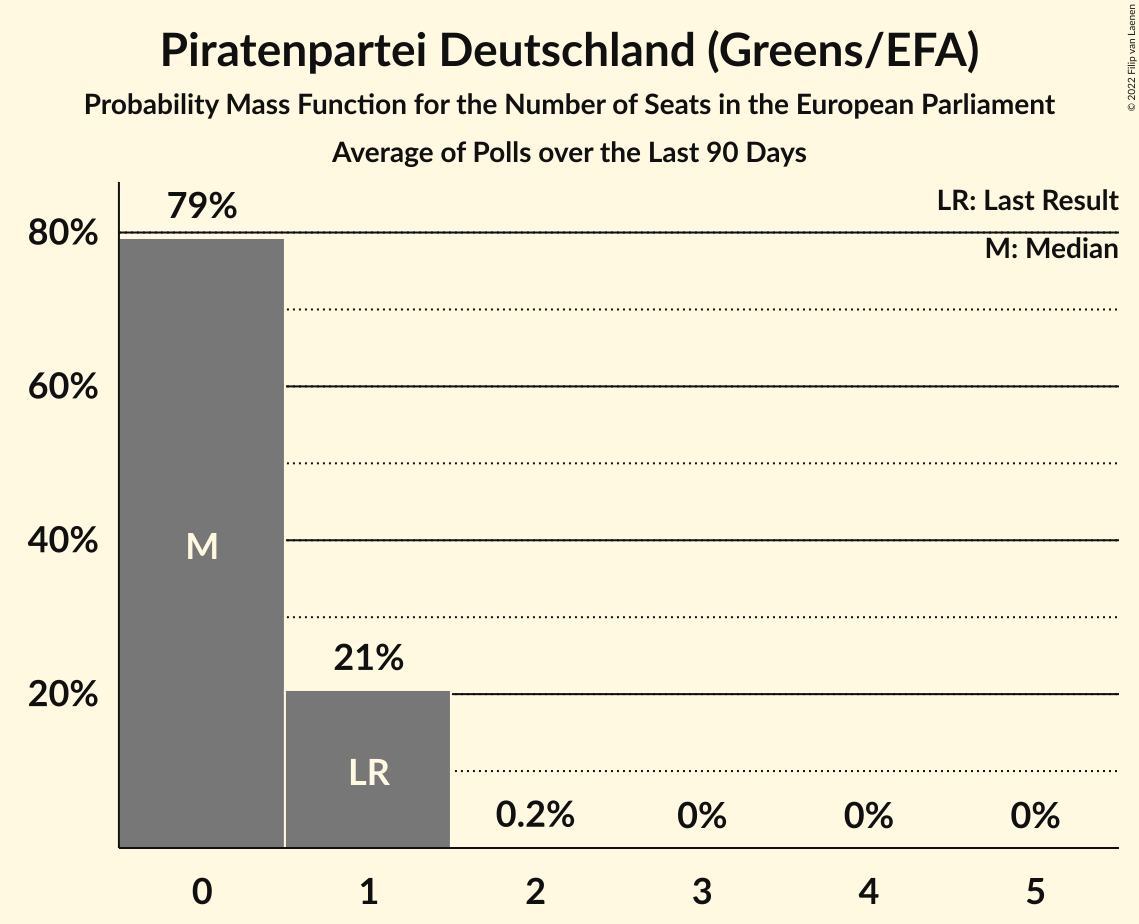 Piratenpartei Deutschland (Greens/EFA)
Probability Mass Function for the Number of Seats in the European Parliament
Average of Polls over the Last 90 Days
© 2022 Filip van Laenen
LR: Last Result
M: Median
79%
80%
60%
40%
M
21%
20%
LR
0.2%
0%
0%
0%
0
1
2
3
4
5